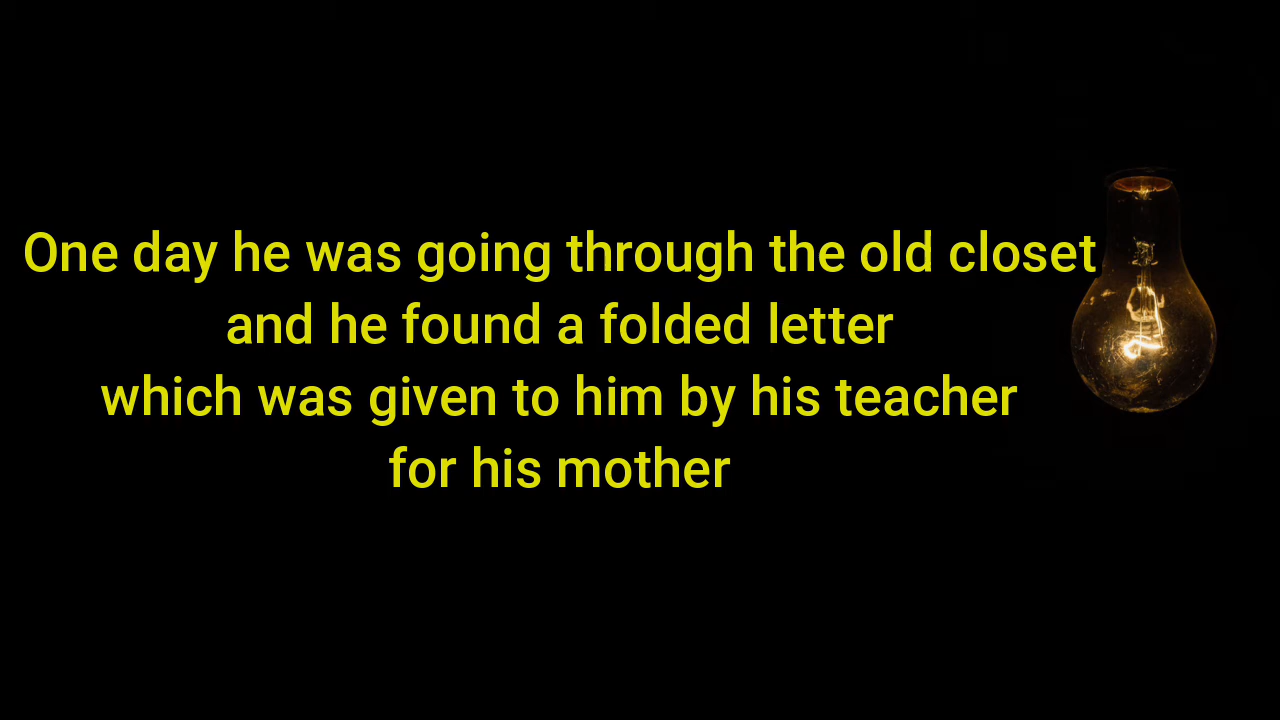 One day he was going through the old closet
and he found a folded letter
which was given to him by his teacher
for his mother